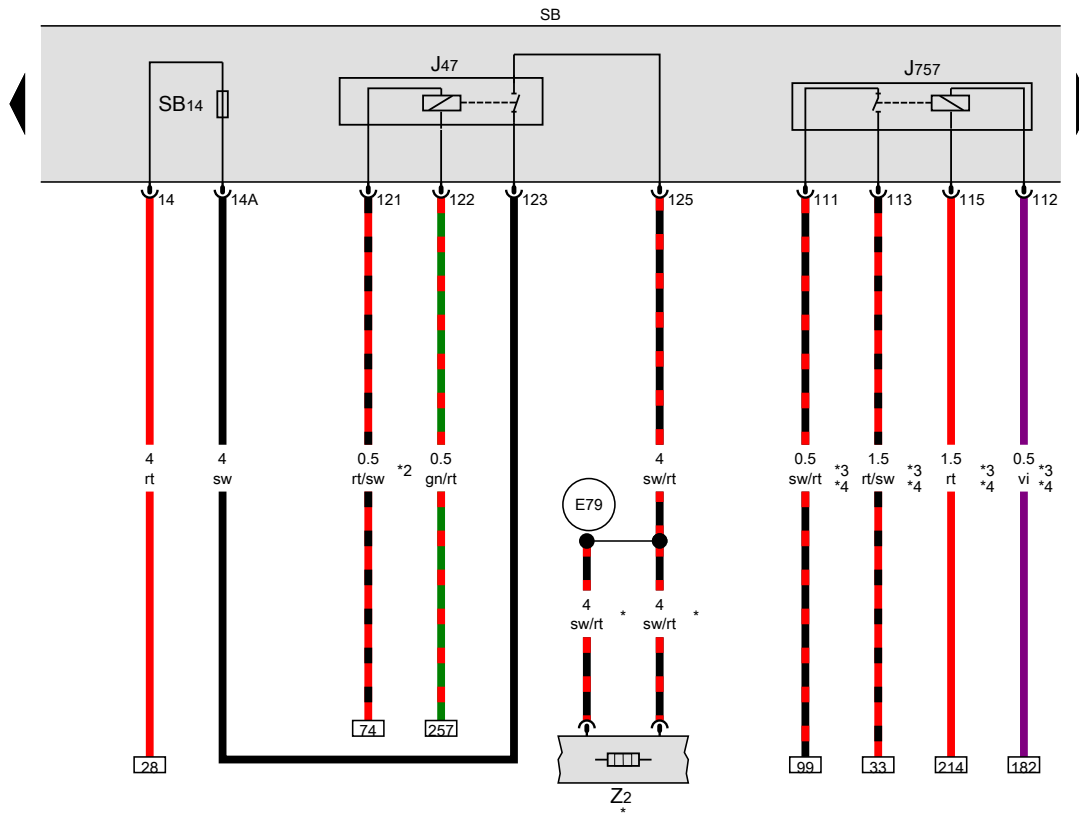 SB
SB14
J47
J757
14
14A
121
122
123
125
111
113
115
112
4
rt
4
sw
0.5
rt/sw
*2
0.5
gn/rt
4
sw/rt
0.5
sw/rt
*3
*4
1.5
rt/sw
*3
*4
1.5
rt
*3
*4
0.5
vi
*3
*4
E79
4
sw/rt
*
4
sw/rt
*
28
74
257
99
33
214
182
Z2
*